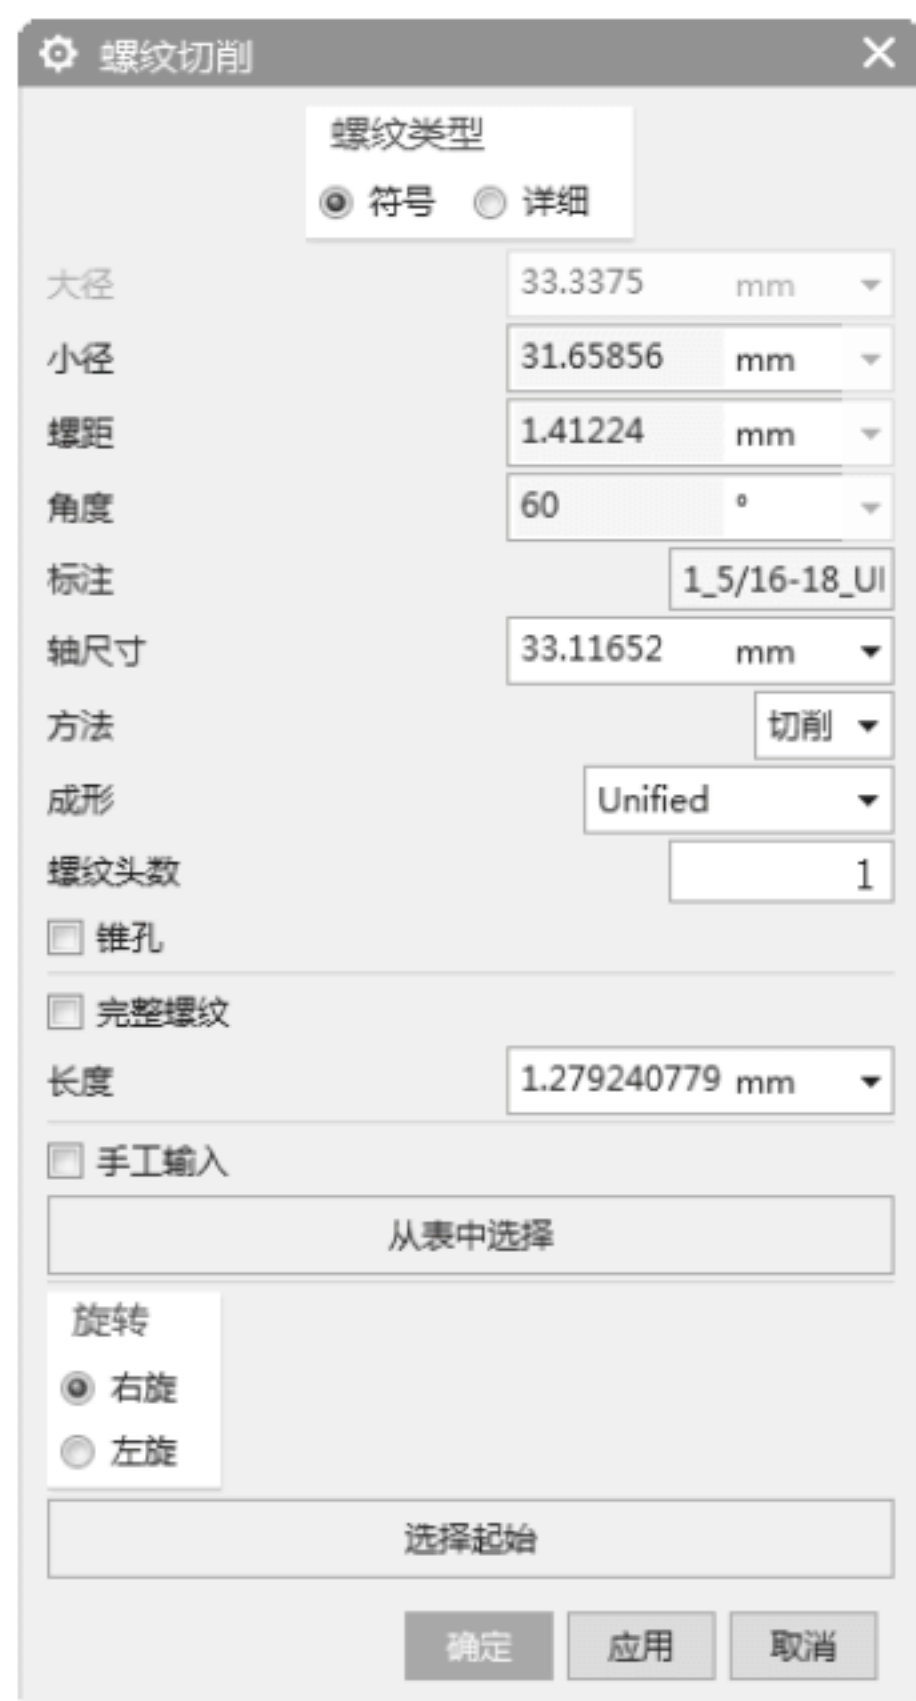 螺纹切削
螺纹类型
符号 详细
大径 33.3375 mm
小径 31.65856 mm
螺距 1.41224 mm
角度 60 °
标注 1_5/16-18_UI
轴尺寸 33.11652 mm
方法 切削
成形 Unified
螺纹头数 1
锥孔
完整螺纹
长度 1.279240779 mm
手工输入
从表中选择
旋转
右旋
左旋
选择起始
确定 应用 取消